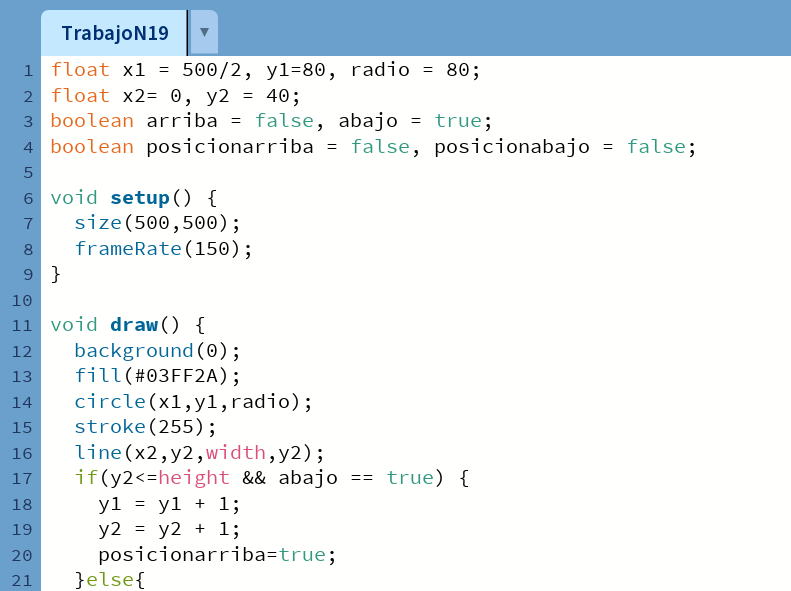 TrabajoN19 ▼
1 float x1 = 500/2, y1=80, radio = 80;
2 float x2= 0, y2 = 40;
3 boolean arriba = false, abajo = true;
4 boolean posicionarriba = false, posicionabajo = false;
5
6 void setup() {
7   size(500,500);
8   frameRate(150);
9 }
10
11 void draw() {
12   background(0);
13   fill(#03FF2A);
14   circle(x1,y1,radio);
15   stroke(255);
16   line(x2,y2,width,y2);
17   if(y2<=height && abajo == true) {
18     y1 = y1 + 1;
19     y2 = y2 + 1;
20     posicionarriba=true;
21   }else{